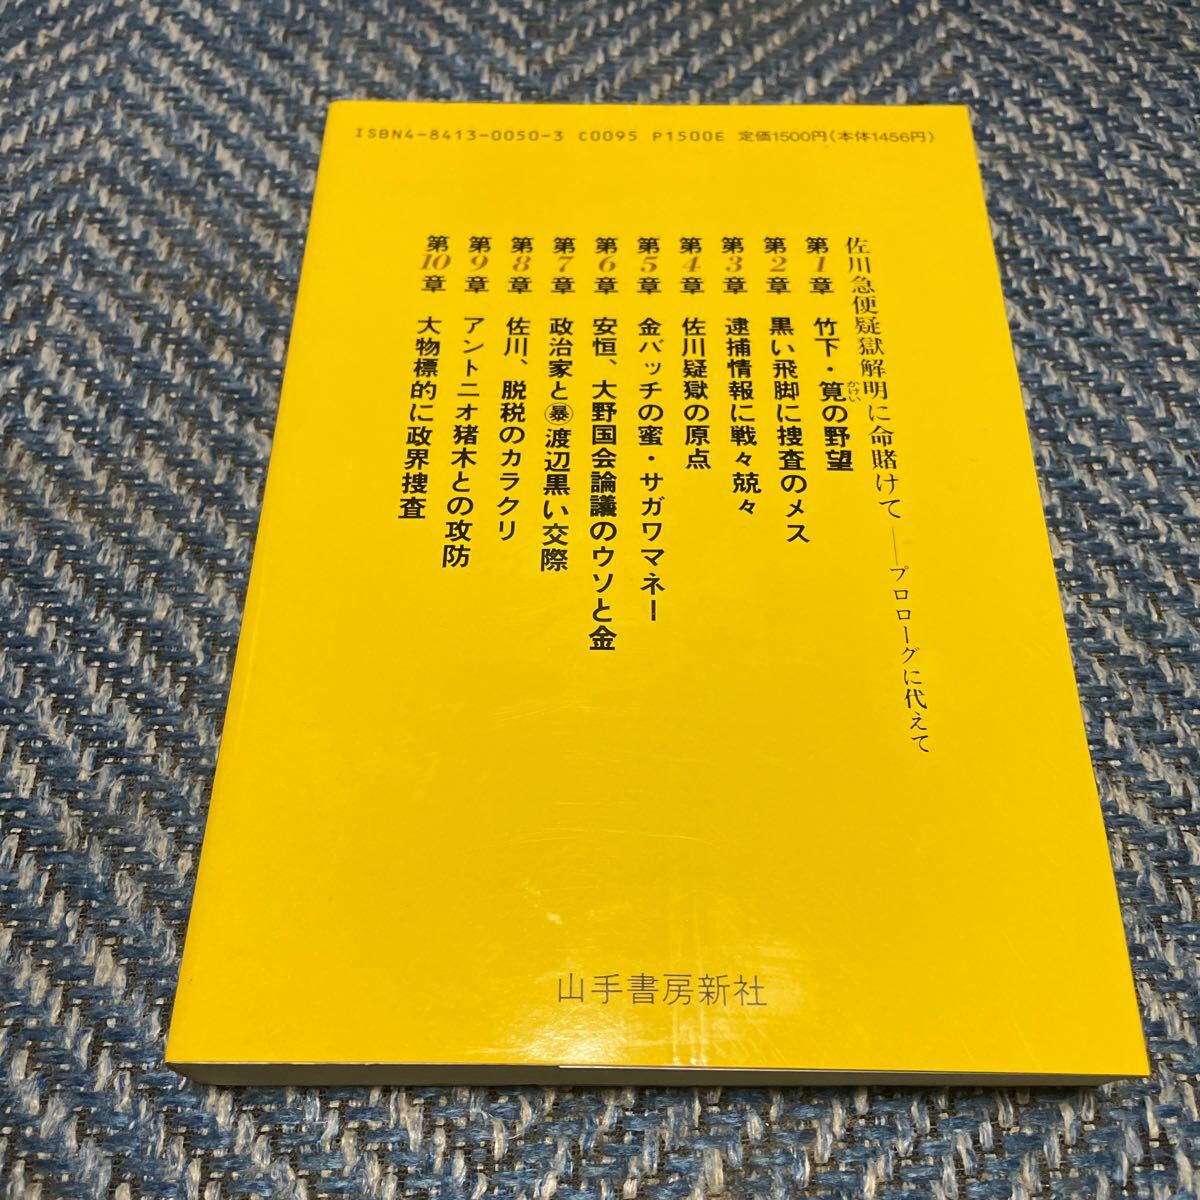 ISBN4-8413-0050-3 C0095 P1500E 定価1500円(本体1456円)
佐川急便疑獄解明に命賭けて——プロローグに代えて
第1章 竹下・筧の野望
かけい
第2章 黒い飛脚に捜査のメス
第3章 逮捕情報に戦々兢々
第4章 佐川疑獄の原点
第5章 金バッチの蜜・サガワマネー
第6章 安恒、大野国会論議のウソと金
第7章 政治家と㊙暴渡辺黒い交際
第8章 佐川、脱税のカラクリ
第9章 アントニオ猪木との攻防
第10章 大物標的に政界捜査
山手書房新社